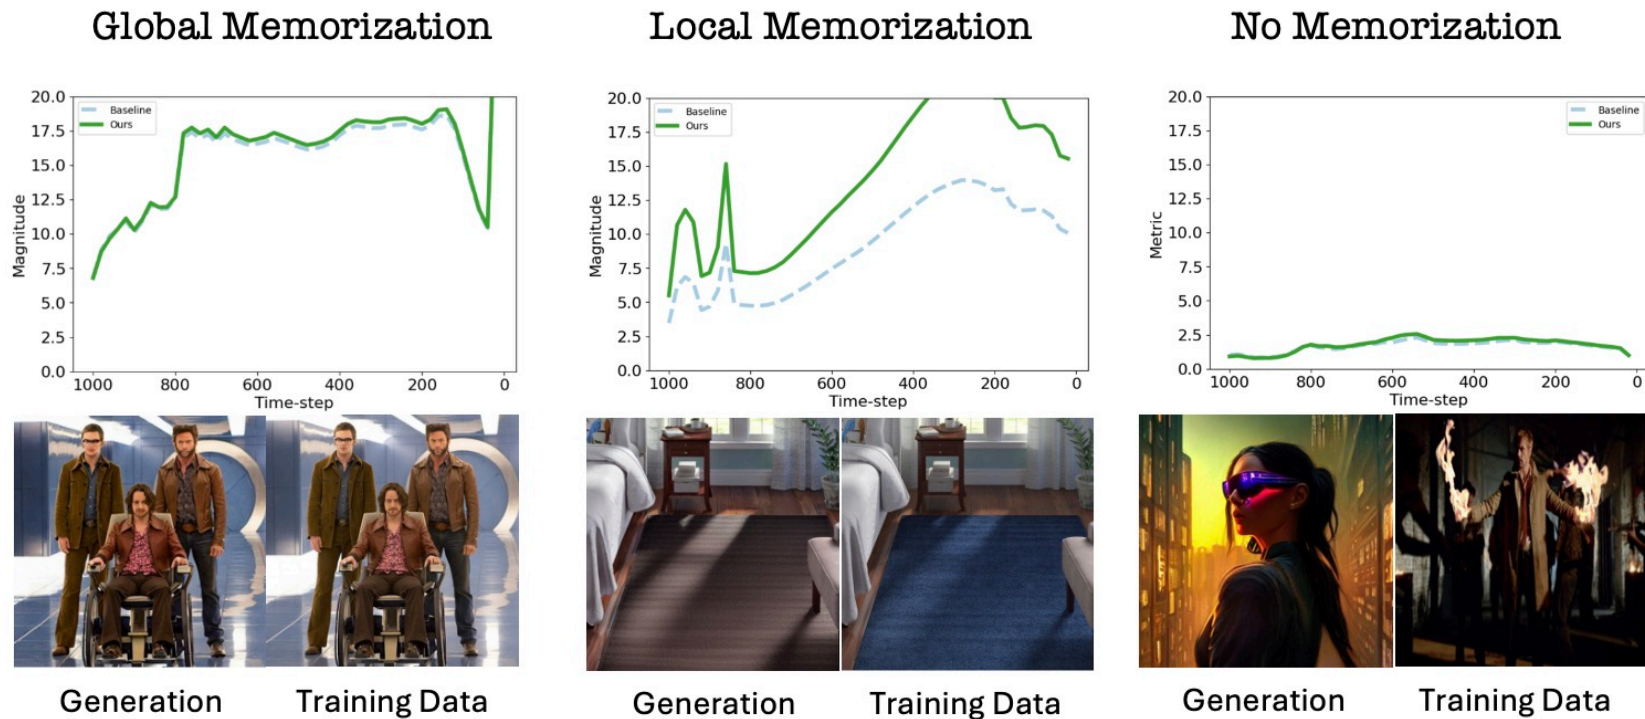 Global Memorization
20.0
17.5
15.0
12.5
10.0
7.5
5.0
2.5
0.0
Magnitude
Baseline
Ours
1000 800 600 400 200 0
Time-step
Generation Training Data
Local Memorization
20.0
17.5
15.0
12.5
10.0
7.5
5.0
2.5
0.0
Magnitude
Baseline
Ours
1000 800 600 400 200 0
Time-step
Generation Training Data
No Memorization
20.0
17.5
15.0
12.5
10.0
7.5
5.0
2.5
0.0
Metric
Baseline
Ours
1000 800 600 400 200 0
Time-step
Generation Training Data